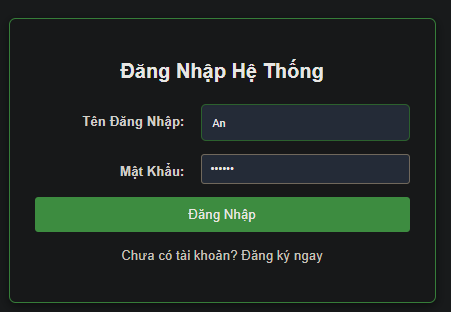 Đăng Nhập Hệ Thống
Tên Đăng Nhập: An
Mật Khẩu: ••••••
Đăng Nhập
Chưa có tài khoản? Đăng ký ngay